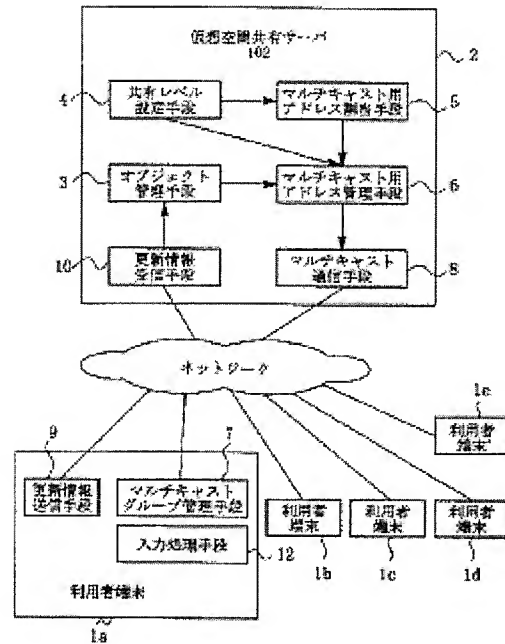 仮想空間共有サーバ
102
2
4
共有レベル
設定手段
マルチキャスト用
アドレス割当手段
5
3
オブジェクト
管理手段
マルチキャスト用
アドレス管理手段
6
10
更新情報
受信手段
マルチキャスト
通信手段
8
ネットワーク
1e
利用者
端末
9
7
更新情報
送信手段
マルチキャスト
グループ管理手段
入力処理手段
12
利用者
端末
利用者
端末
利用者
端末
1b
1c
1d
利用者端末
1a